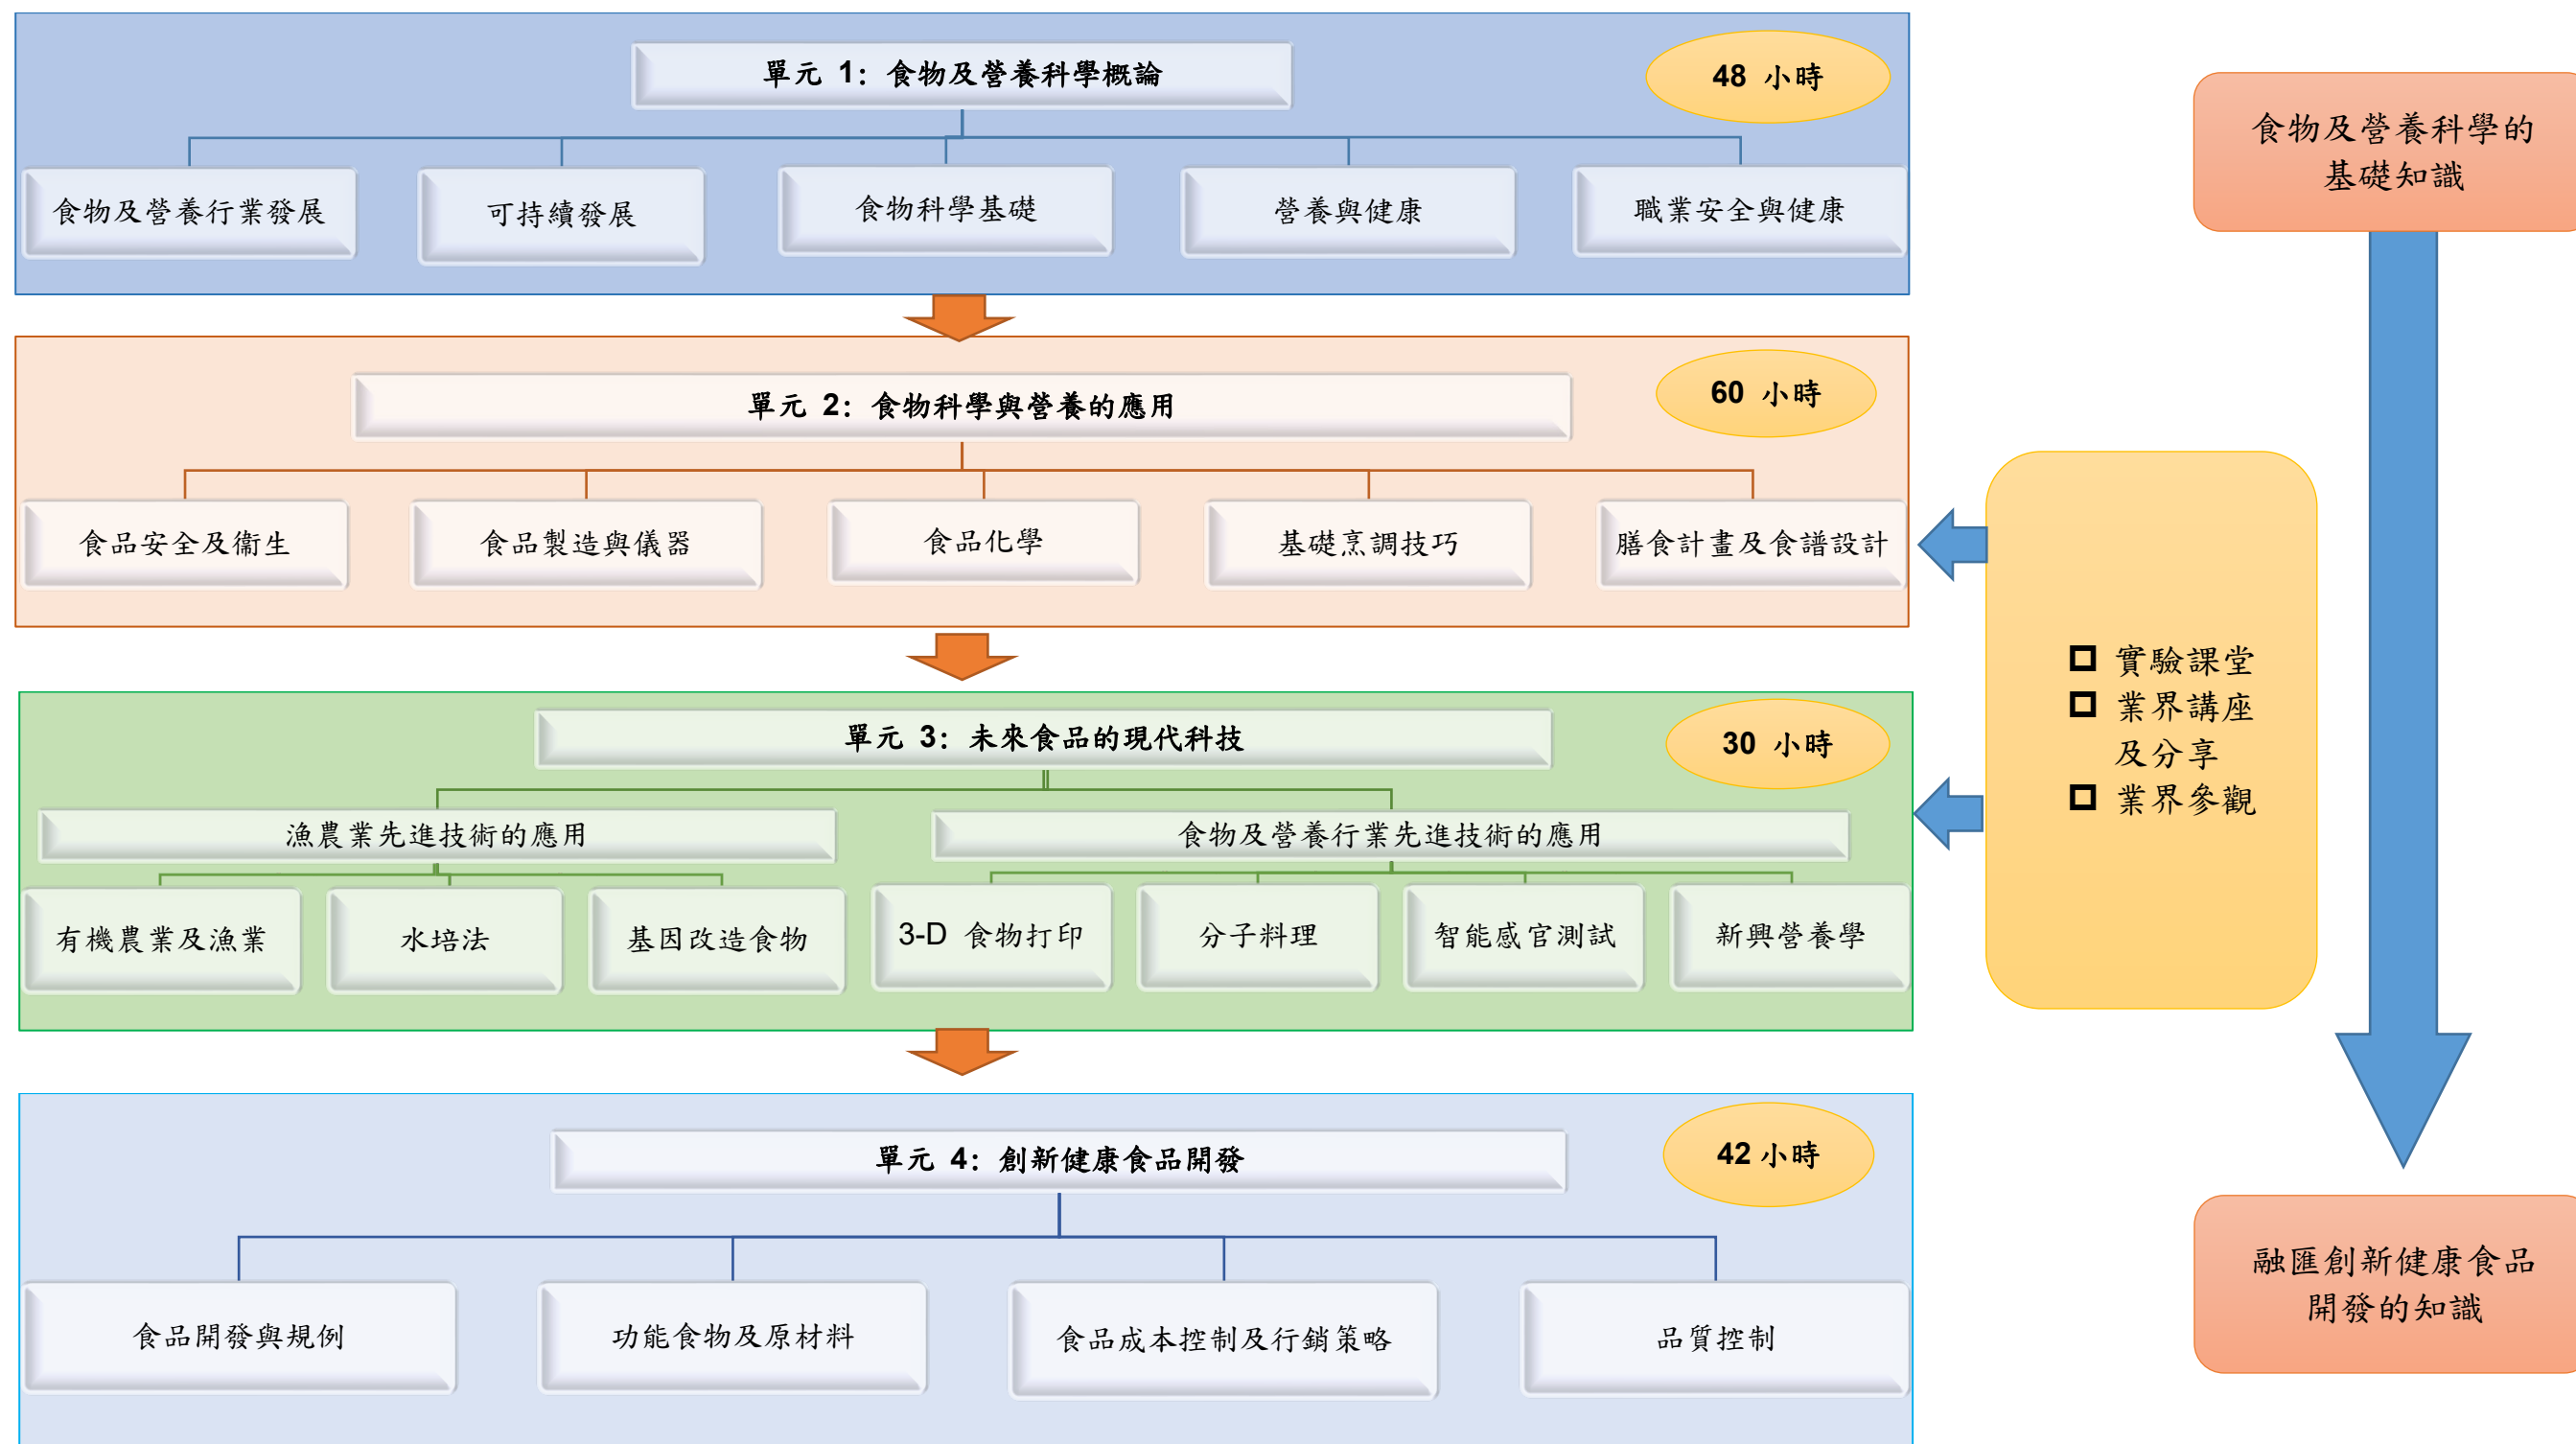 單元 1：食物及營養科學概論
48 小時
食物及營養行業發展
可持續發展
食物科學基礎
營養與健康
職業安全與健康
單元 2：食物科學與營養的應用
60 小時
食品安全及衞生
食品製造與儀器
食品化學
基礎烹調技巧
膳食計畫及食譜設計
單元 3：未來食品的現代科技
30 小時
漁農業先進技術的應用
食物及營養行業先進技術的應用
有機農業及漁業
水培法
基因改造食物
3-D 食物打印
分子料理
智能感官測試
新興營養學
單元 4：創新健康食品開發
42 小時
食品開發與規例
功能食物及原材料
食品成本控制及行銷策略
品質控制
實驗課堂
業界講座
及分享
業界參觀
食物及營養科學的
基礎知識
融匯創新健康食品
開發的知識